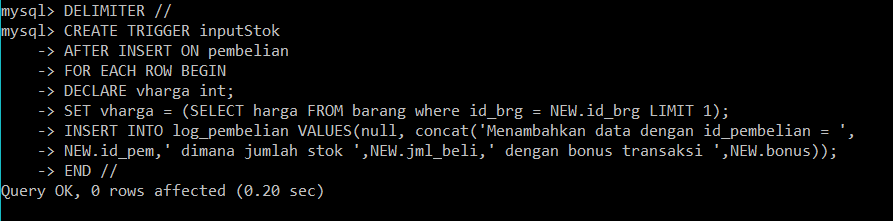 mysql> DELIMITER //
mysql> CREATE TRIGGER inputStok
    -> AFTER INSERT ON pembelian
    -> FOR EACH ROW BEGIN
    -> DECLARE vharga int;
    -> SET vharga = (SELECT harga FROM barang where id_brg = NEW.id_brg LIMIT 1);
    -> INSERT INTO log_pembelian VALUES(null, concat('Menambahkan data dengan id_pembelian = ',
    -> NEW.id_pem,' dimana jumlah stok ',NEW.jml_beli,' dengan bonus transaksi ',NEW.bonus));
    -> END //
Query OK, 0 rows affected (0.20 sec)